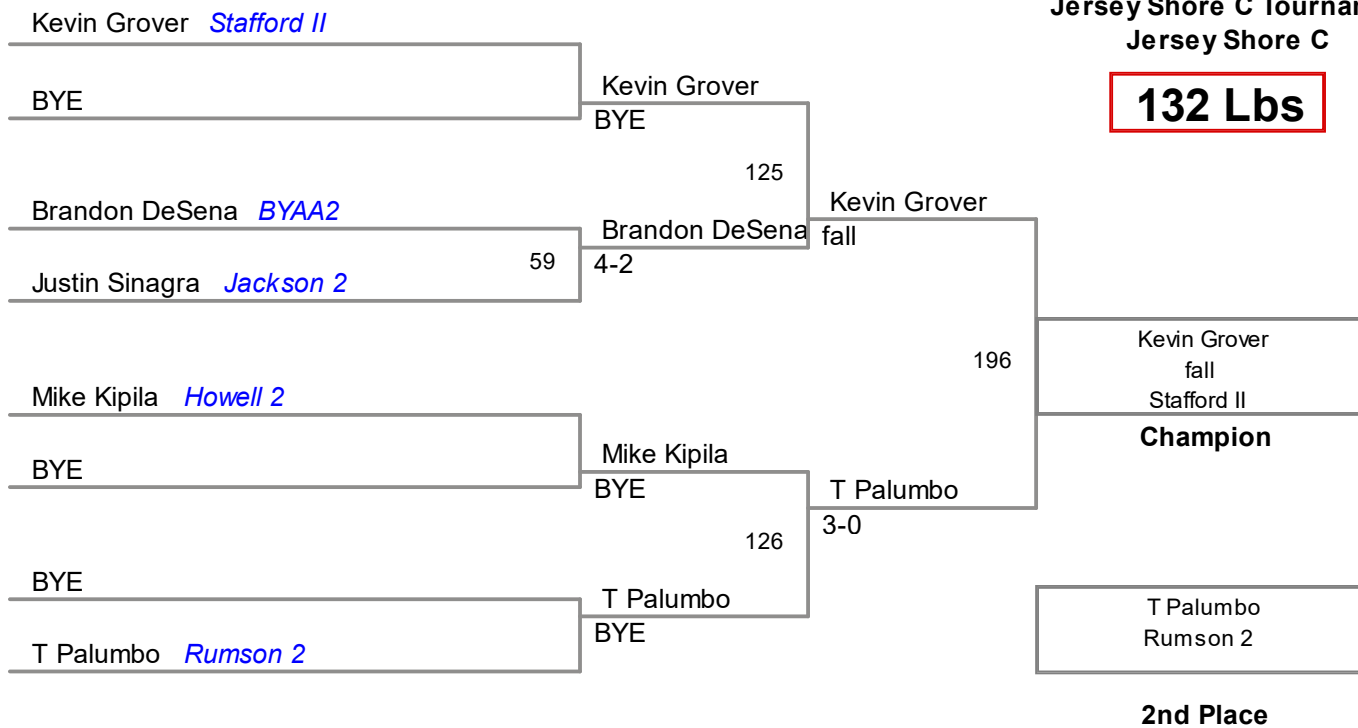 Jersey Shore C Tournam
Jersey Shore C
132 Lbs
Kevin Grover Stafford II
BYE
Kevin Grover
BYE
125
Brandon DeSena BYAA2
Kevin Grover
fall
Brandon DeSena
4-2
59
Justin Sinagra Jackson 2
196
Kevin Grover
fall
Stafford II
Champion
Mike Kipila Howell 2
Mike Kipila
BYE
BYE
T Palumbo
3-0
126
BYE
T Palumbo
BYE
T Palumbo Rumson 2
T Palumbo
Rumson 2
2nd Place